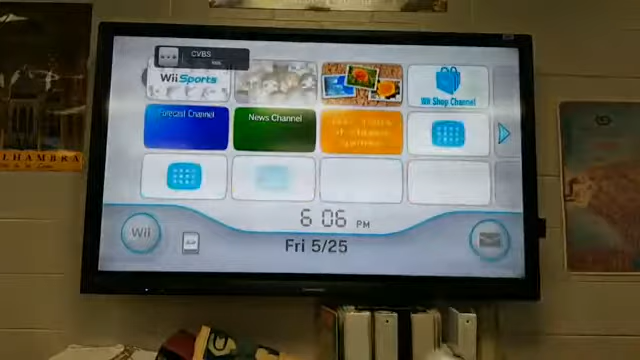 CVBS
Wii Sports
Wii Shop Channel
Forecast Channel
News Channel
6:06 PM
Wii
Fri 5/25
ALHAMBRA